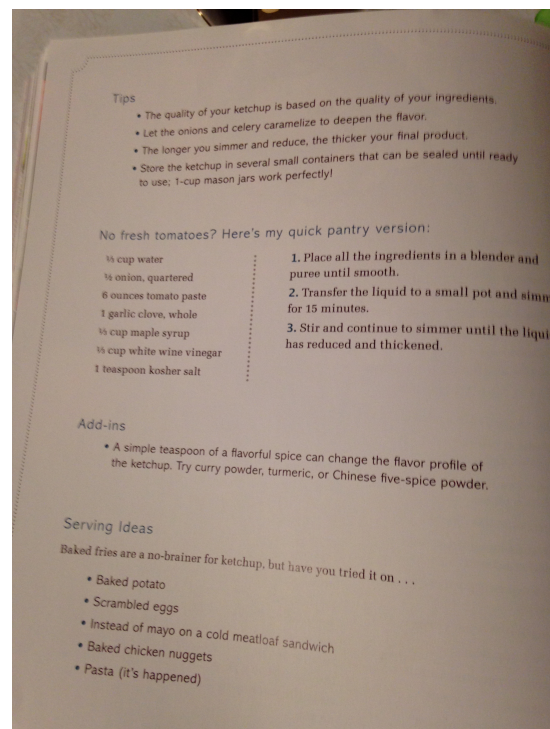 Tips
• The quality of your ketchup is based on the quality of your ingredients.
• Let the onions and celery caramelize to deepen the flavor.
• The longer you simmer and reduce, the thicker your final product.
• Store the ketchup in several small containers that can be sealed until ready
to use; 1-cup mason jars work perfectly!
No fresh tomatoes? Here's my quick pantry version:
cup water
onion, quartered
6 ounces tomato paste
1 garlic clove, whole
cup maple syrup
cup white wine vinegar
1 teaspoon kosher salt
1. Place all the ingredients in a blender and
puree until smooth.
2. Transfer the liquid to a small pot and simm
for 15 minutes.
3. Stir and continue to simmer until the liqui
has reduced and thickened.
Add-ins
• A simple teaspoon of a flavorful spice can change the flavor profile of
the ketchup. Try curry powder, turmeric, or Chinese five-spice powder.
Serving Ideas
Baked fries are a no-brainer for ketchup, but have you tried it on . . .
• Baked potato
• Scrambled eggs
• Instead of mayo on a cold meatloaf sandwich
• Baked chicken nuggets
• Pasta (it's happened)